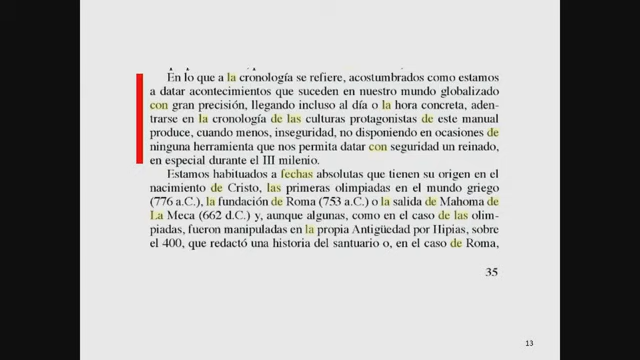 En lo que a la cronología se refiere, acostumbrados como estamos
a datar acontecimientos que suceden en nuestro mundo globalizado
con gran precisión, llegando incluso al día o la hora concreta, aden-
trarse en la cronología de las culturas protagonistas de este manual
produce, cuando menos, inseguridad, no disponiendo en ocasiones de
ninguna herramienta que nos permita datar con seguridad un reinado,
en especial durante el III milenio.
Estamos habituados a fechas absolutas que tienen su origen en el
nacimiento de Cristo, las primeras olimpiadas en el mundo griego
(776 a.C.), la fundación de Roma (753 a.C.) o la salida de Mahoma de
La Meca (662 d.C.) y, aunque algunas, como en el caso de las olim-
piadas, fueron manipuladas en la propia Antigüedad por Hipias, sobre
el 400, que redactó una historia del santuario o, en el caso de Roma,
35
13